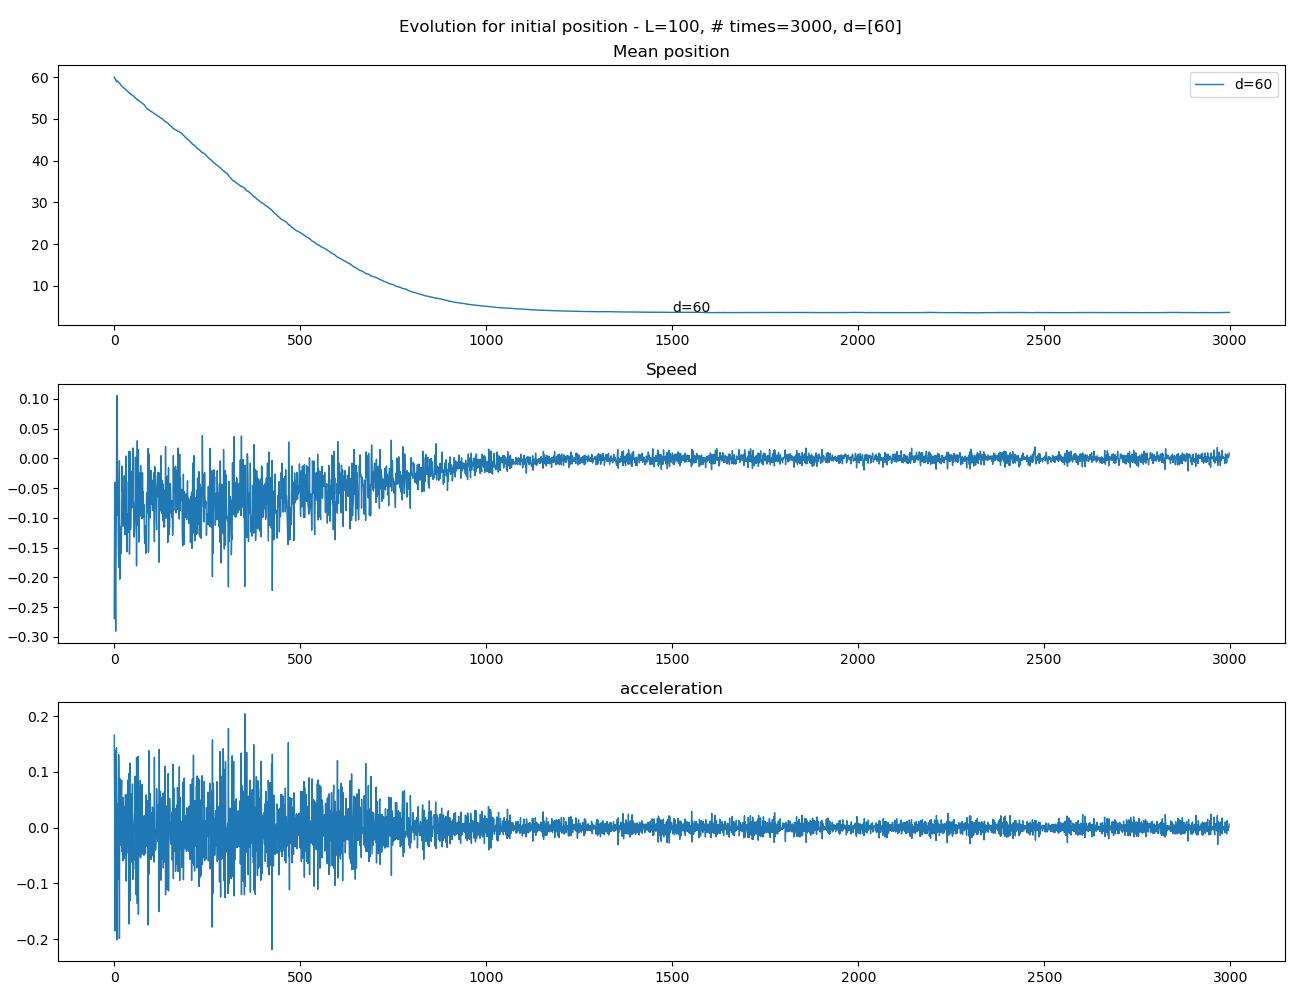 Evolution for initial position - L=100, # times=3000, d=[60]
Mean position
60
50
40
30
20
10
d=60
d=60
0 500 1000 1500 2000 2500 3000
Speed
0.10
0.05
0.00
−0.05
−0.10
−0.15
−0.20
−0.25
−0.30
0 500 1000 1500 2000 2500 3000
acceleration
0.2
0.1
0.0
−0.1
−0.2
0 500 1000 1500 2000 2500 3000